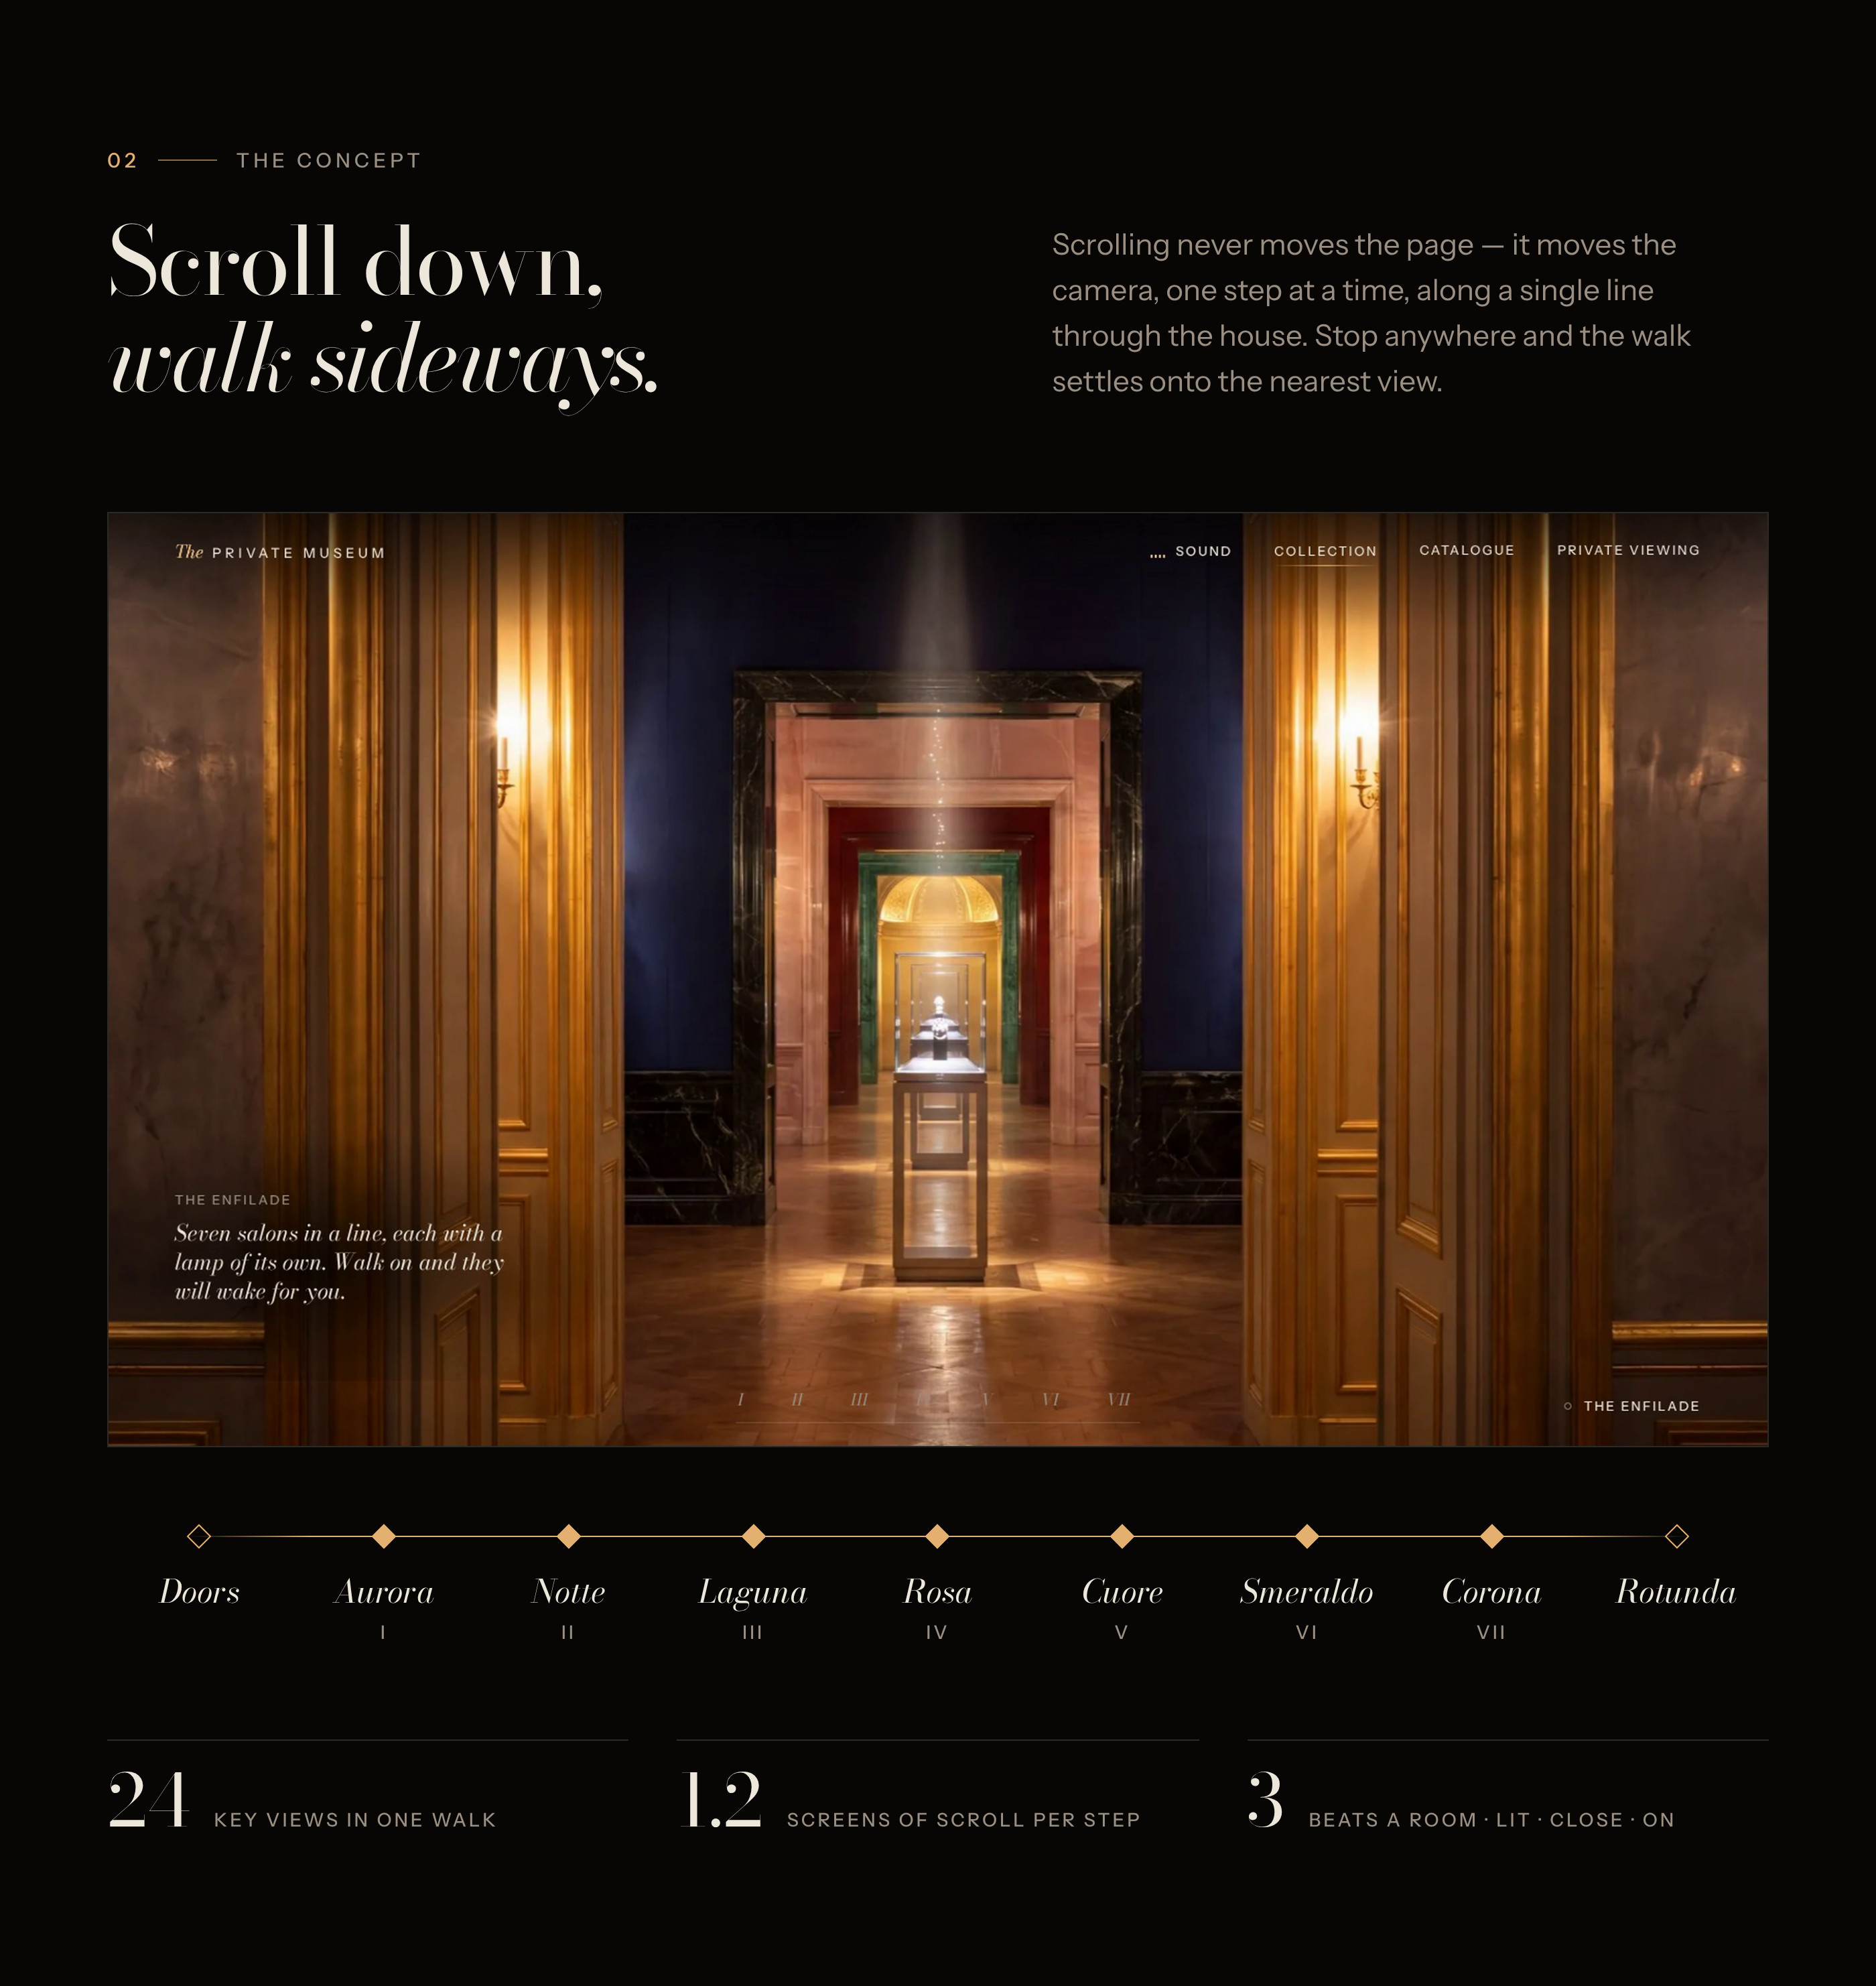 02 THE CONCEPT
Scroll down,
walk sideways.
Scrolling never moves the page — it moves the
camera, one step at a time, along a single line
through the house. Stop anywhere and the walk
settles onto the nearest view.
The PRIVATE MUSEUM
SOUND COLLECTION CATALOGUE PRIVATE VIEWING
THE ENFILADE
Seven salons in a line, each with a
lamp of its own. Walk on and they
will wake for you.
I II III V VI VII
THE ENFILADE
Doors Aurora Notte Laguna Rosa Cuore Smeraldo Corona Rotunda
I II III IV V VI VII
24 KEY VIEWS IN ONE WALK
1.2 SCREENS OF SCROLL PER STEP
3 BEATS A ROOM · LIT · CLOSE · ON